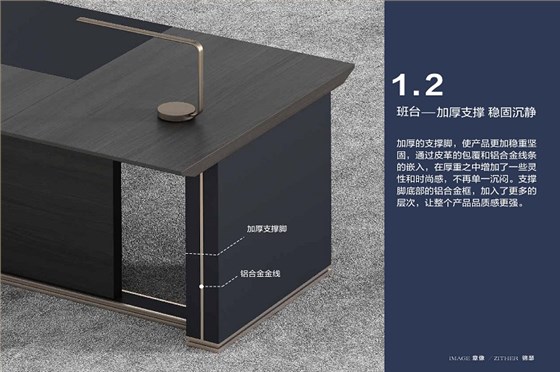 1.2
班台—加厚支撑 稳固沉静
加厚的支撑脚，使产品更加稳重坚
固，通过皮革的包覆和铝合金线条
的嵌入，在厚重之中增加了一些灵
性和时尚感，不再单一沉闷。支撑
脚底部的铝合金框，加入了更多的
层次，让整个产品品质感更强。
加厚支撑脚
铝合金金线
IMAGE 意像 / ZITHER 锦瑟